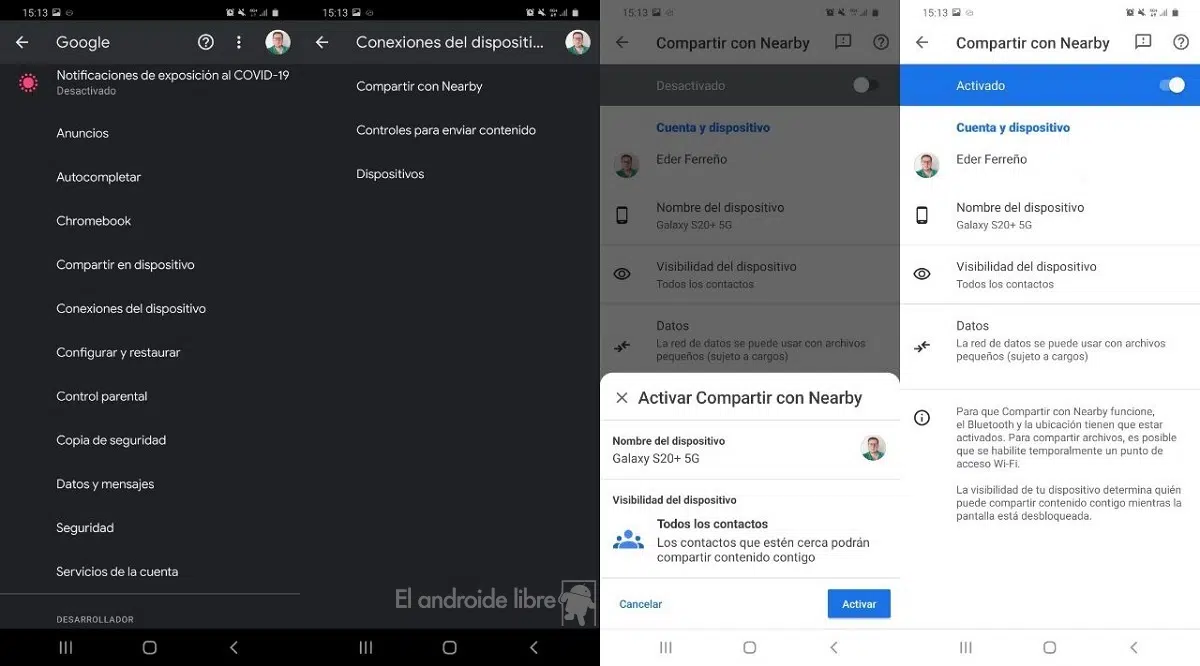 15:13
Google
Notificaciones de exposición al COVID-19
Desactivado
Anuncios
Autocompletar
Chromebook
Compartir en dispositivo
Conexiones del dispositivo
Configurar y restaurar
Control parental
Copia de seguridad
Datos y mensajes
Seguridad
Servicios de la cuenta
DESARROLLADOR
15:13
Conexiones del dispositi...
Compartir con Nearby
Controles para enviar contenido
Dispositivos
El androide libre
15:13
Compartir con Nearby
Desactivado
Cuenta y dispositivo
Eder Ferreño
Nombre del dispositivo
Galaxy S20+ 5G
Visibilidad del dispositivo
Todos los contactos
Datos
La red de datos se puede usar con archivos
pequeños (sujeto a cargos)
Activar Compartir con Nearby
Nombre del dispositivo
Galaxy S20+ 5G
Visibilidad del dispositivo
Todos los contactos
Los contactos que estén cerca podrán
compartir contenido contigo
Cancelar
Activar
15:13
Compartir con Nearby
Activado
Cuenta y dispositivo
Eder Ferreño
Nombre del dispositivo
Galaxy S20+ 5G
Visibilidad del dispositivo
Todos los contactos
Datos
La red de datos se puede usar con archivos
pequeños (sujeto a cargos)
Para que Compartir con Nearby funcione,
el Bluetooth y la ubicación tienen que estar
activados. Para compartir archivos, es posible
que se habilite temporalmente un punto de
acceso Wi-Fi.
La visibilidad de tu dispositivo determina quién
puede compartir contenido contigo mientras la
pantalla está desbloqueada.